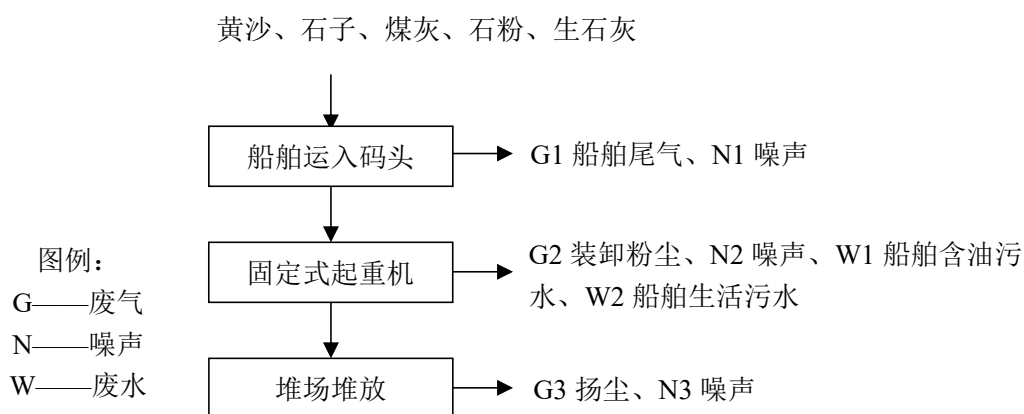 黄沙、石子、煤灰、石粉、生石灰
船舶运入码头
G1 船舶尾气、N1 噪声
固定式起重机
G2 装卸粉尘、N2 噪声、W1 船舶含油污
水、W2 船舶生活污水
图例：
G——废气
N——噪声
W——废水
堆场堆放
G3 扬尘、N3 噪声